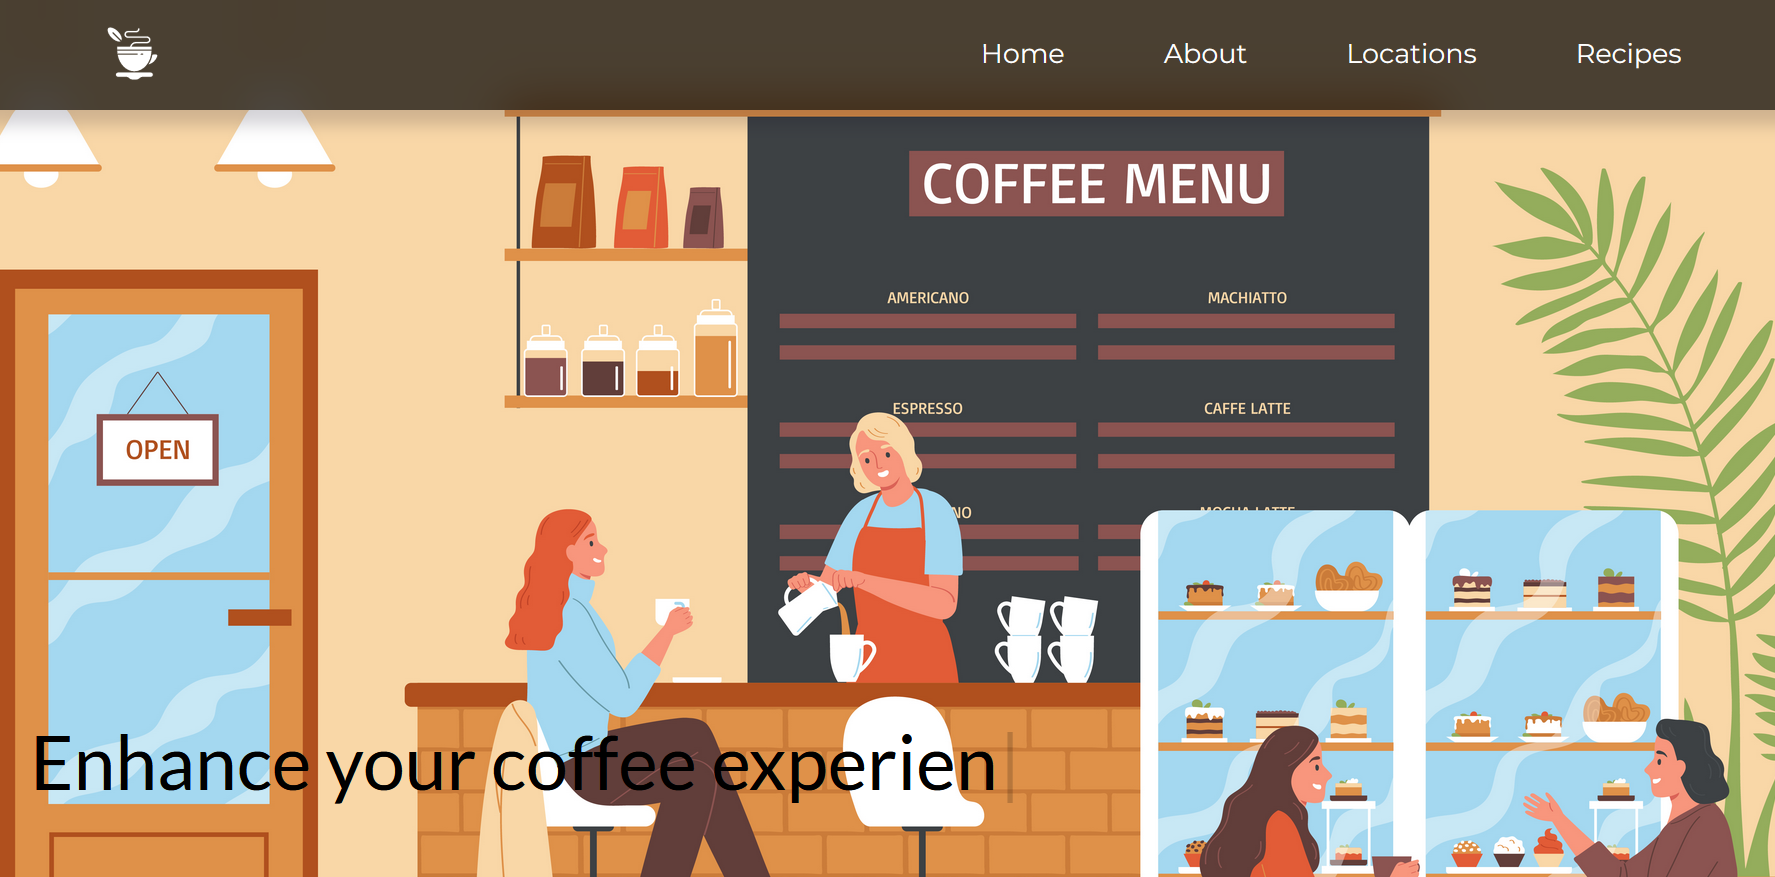 Home About Locations Recipes
COFFEE MENU
AMERICANO MACHIATTO
OPEN
ESPRESSO CAFFE LATTE
NO MOCHA LATTE
Enhance your coffee experien